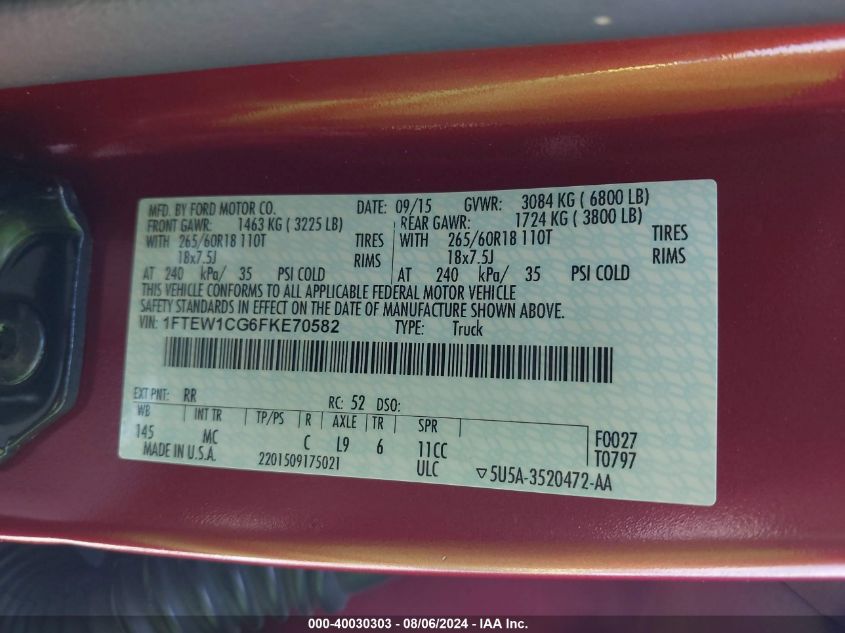 MFD. BY FORD MOTOR CO. DATE: 09/15 GVWR: 3084 KG ( 6800 LB)
FRONT GAWR: 1463 KG ( 3225 LB) REAR GAWR: 1724 KG ( 3800 LB)
WITH 265/60R18 110T TIRES WITH 265/60R18 110T TIRES
18x7.5J RIMS 18x7.5J RIMS
AT 240 kPa/ 35 PSI COLD AT 240 kPa/ 35 PSI COLD
THIS VEHICLE CONFORMS TO ALL APPLICABLE FEDERAL MOTOR VEHICLE
SAFETY STANDARDS IN EFFECT ON THE DATE OF MANUFACTURE SHOWN ABOVE.
VIN: 1FTEW1CG6FKE70582 TYPE: Truck
EXT PNT: RR RC: 52 DSO:
WB INT TR TP/PS R AXLE TR SPR
145 MC C L9 6 11CC F0027
MADE IN U.S.A. 2201509175021 ULC T0797
▽5U5A-3520472-AA
000-40030303 - 08/06/2024 - IAA Inc.